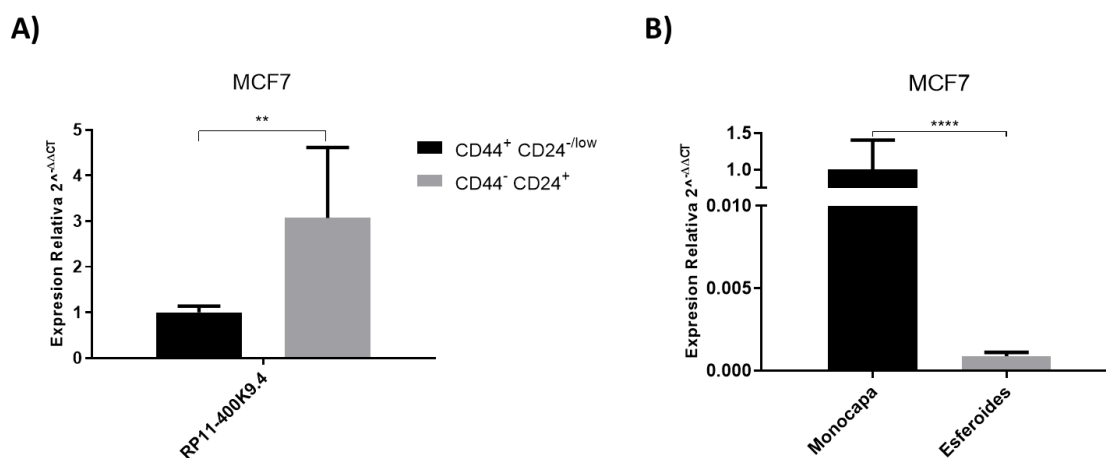 A)
MCF7
Expresion Relativa 2^-ΔΔCT
5
4
3
2
1
0
**
RP11-400K9.4
CD44+ CD24-/low
CD44- CD24+
B)
MCF7
Expresion Relativa 2^-ΔΔCT
1.5
1.0
0.010
0.005
0.000
****
Monocapa
Esferoides